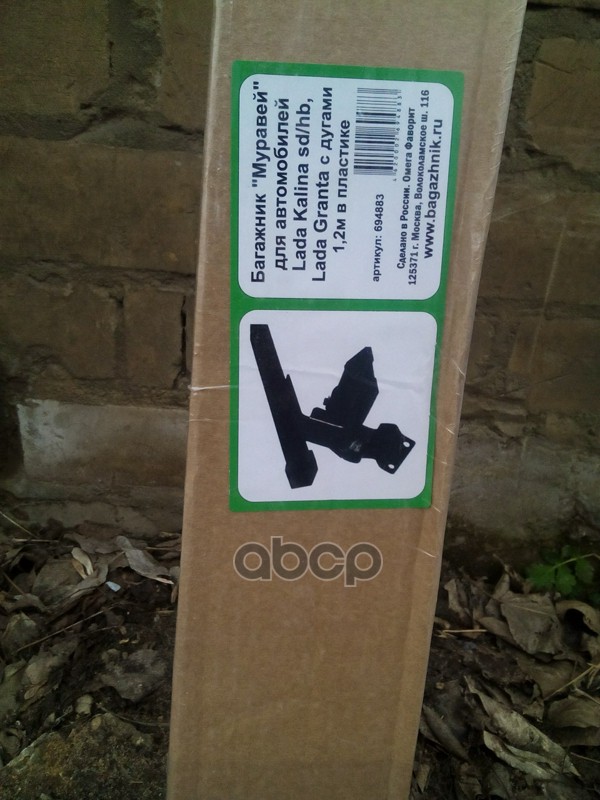 Багажник "Муравей"
для автомобилей
Lada Kalina sd/hb,
Lada Granta с дугами
1,2м в пластике
артикул: 694883
Сделано в России. Омега Фаворит
125371 г. Москва, Волоколамское ш. 116
www.bagazhnik.ru
abcp